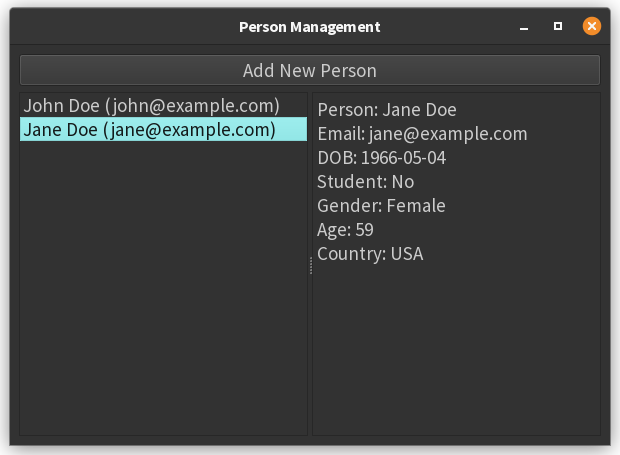 Person Management
Add New Person
John Doe (john@example.com)
Jane Doe (jane@example.com)
Person: Jane Doe
Email: jane@example.com
DOB: 1966-05-04
Student: No
Gender: Female
Age: 59
Country: USA